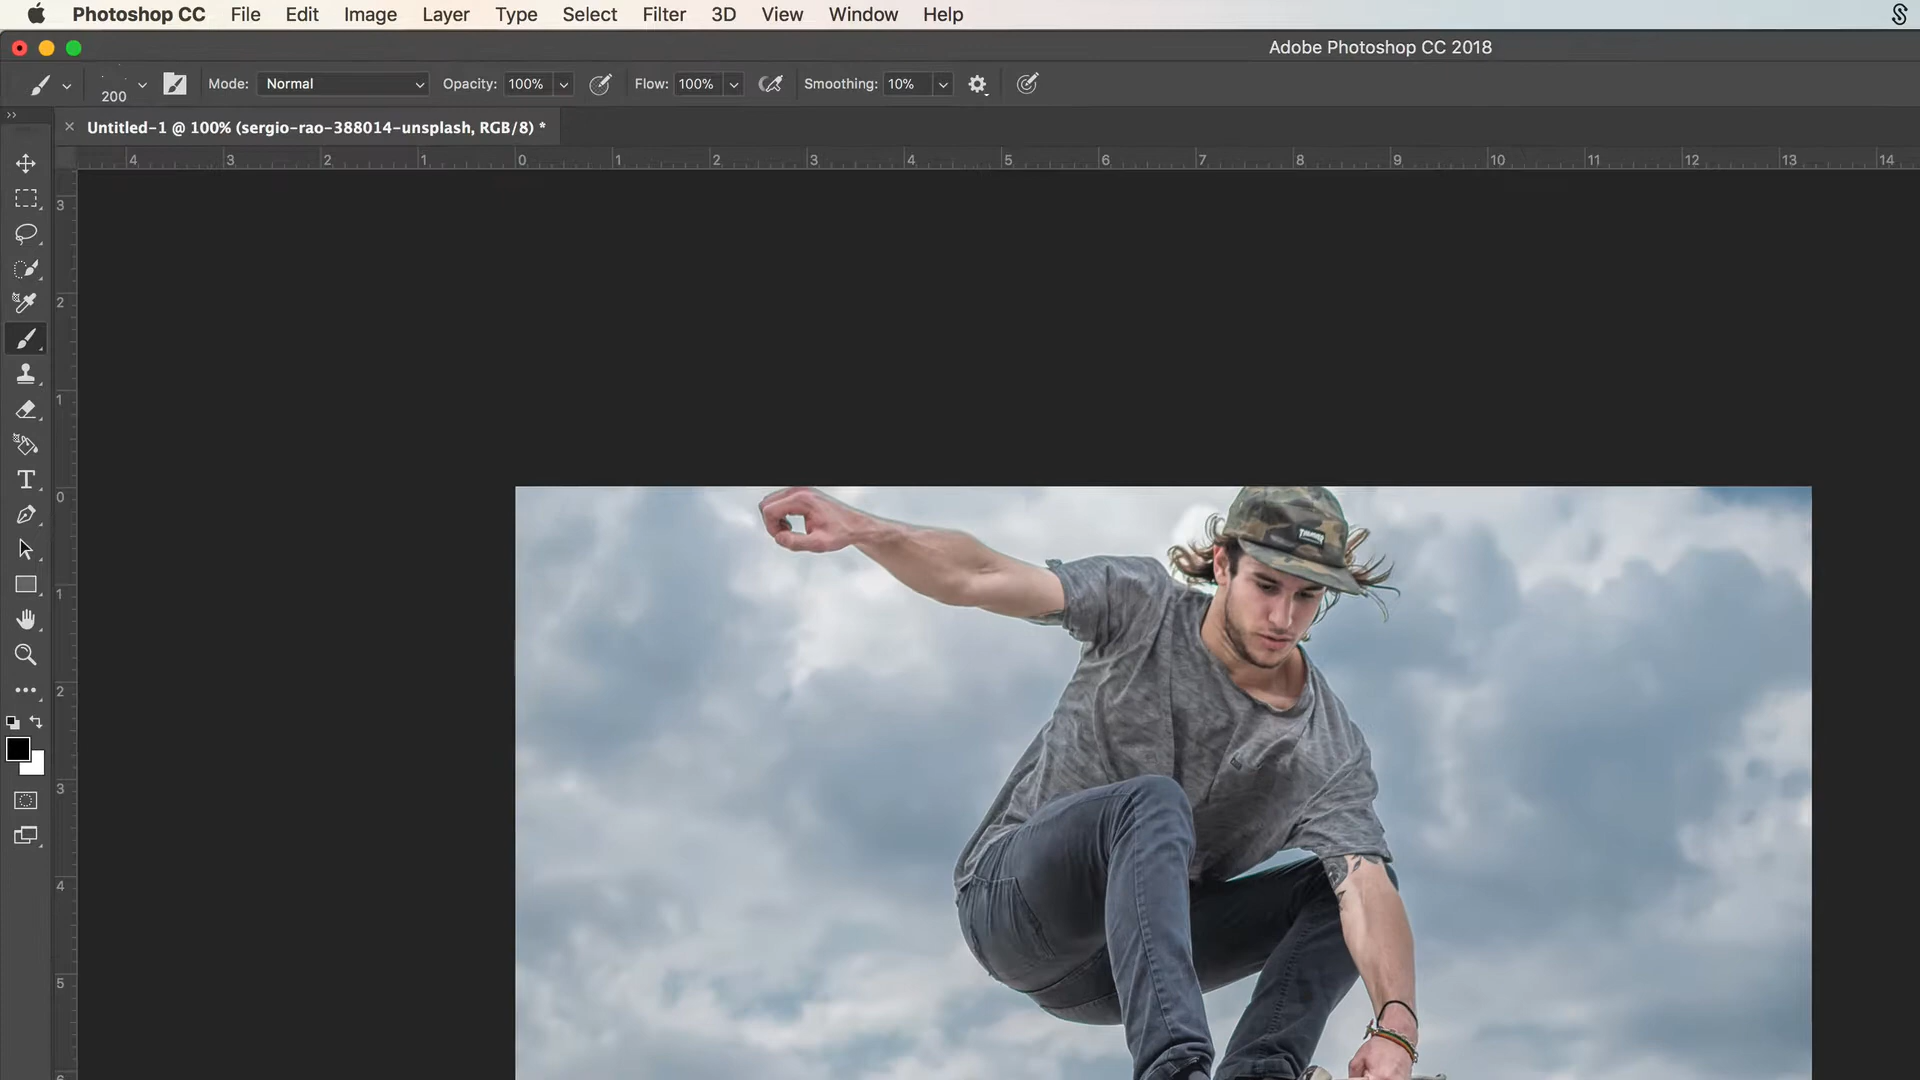 Photoshop CC File Edit Image Layer Type Select Filter 3D View Window Help
Adobe Photoshop CC 2018
200 Mode: Normal Opacity: 100% Flow: 100% Smoothing: 10%
Untitled-1 @ 100% (sergio-rao-388014-unsplash, RGB/8) *
4 3 2 1 0 1 2 3 4 5 6 7 8 9 10 11 12 13 14
3
2
1
0
1
2
3
4
5
6